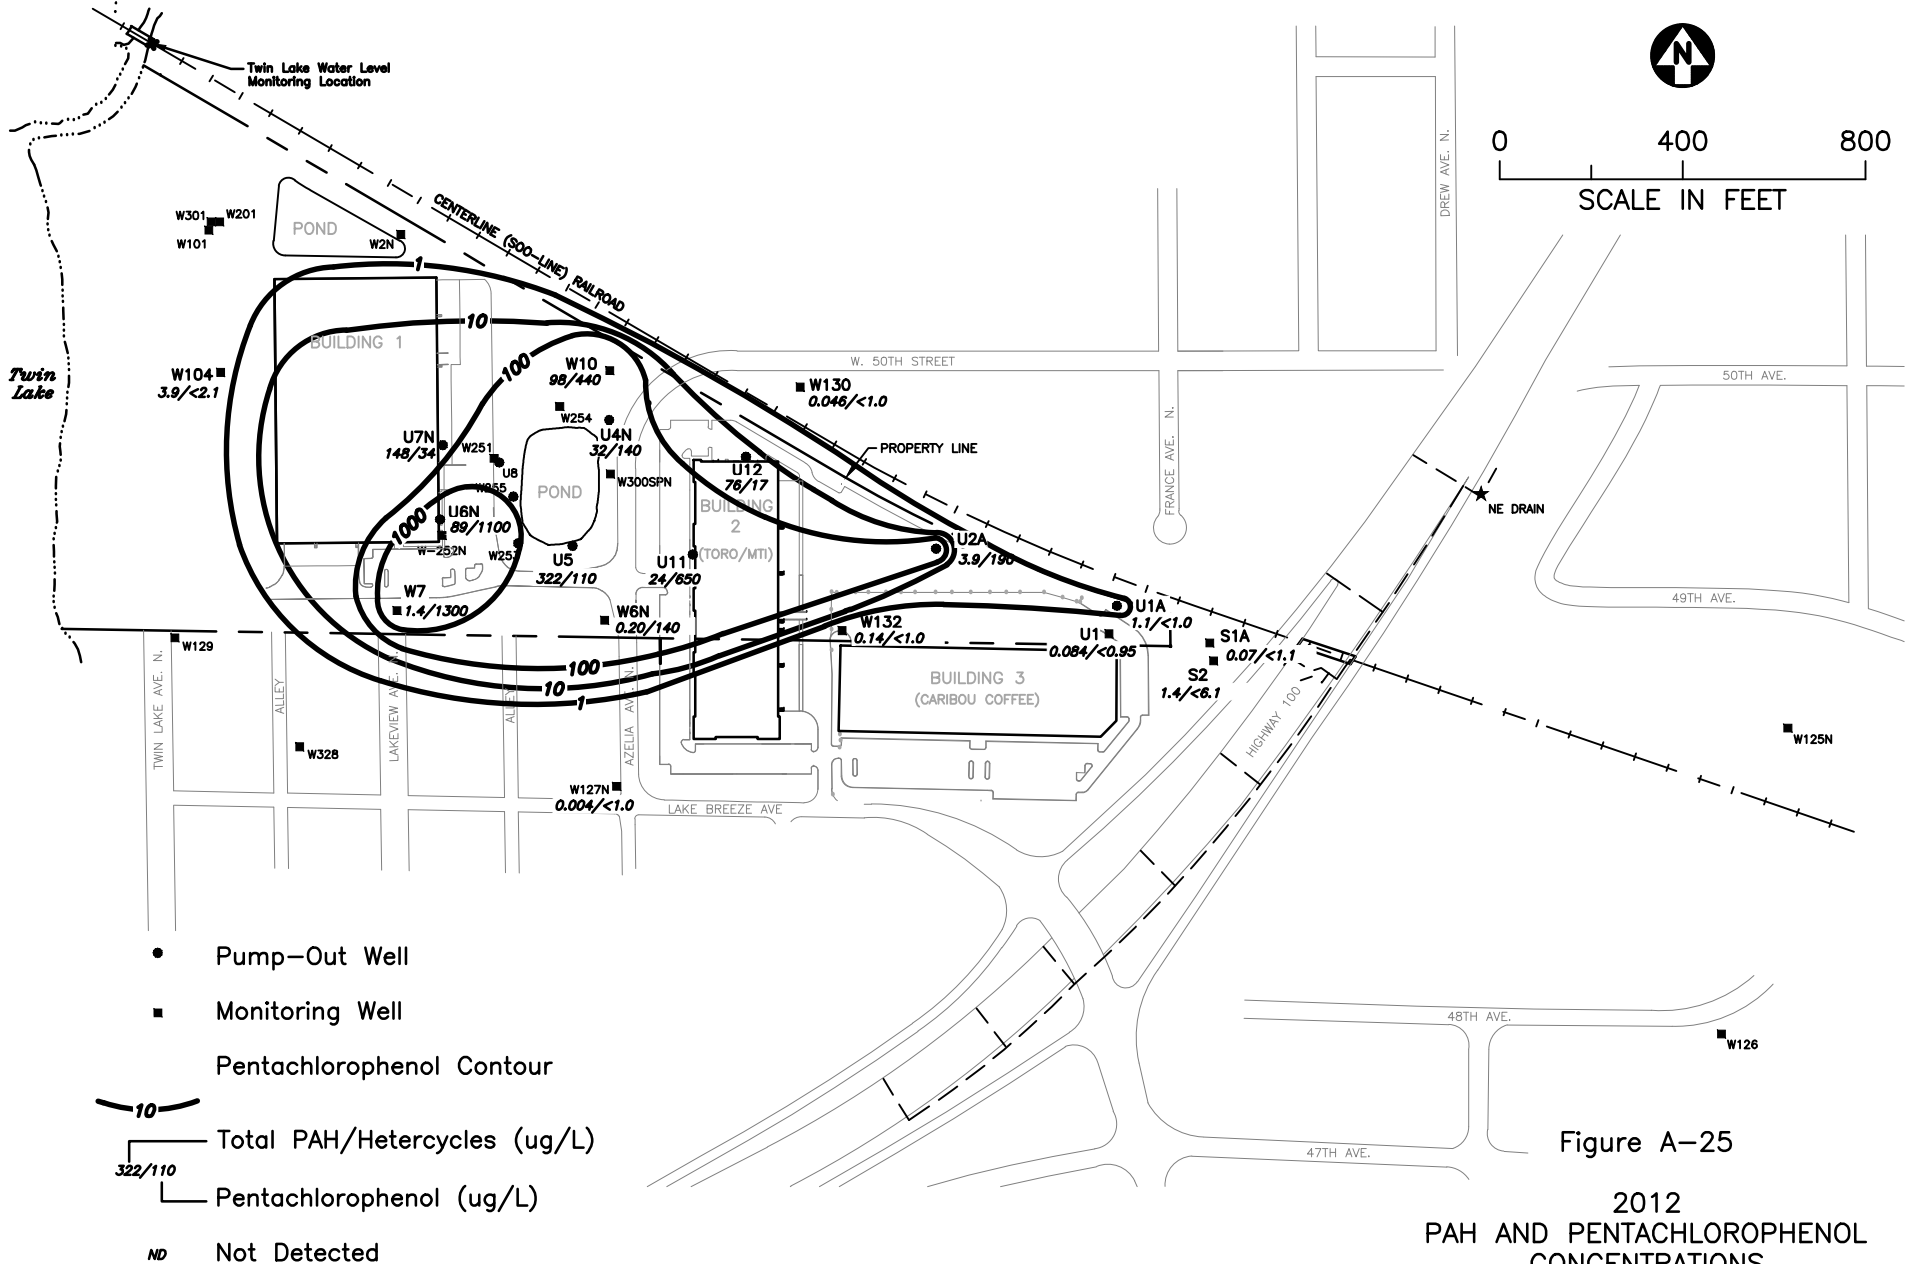 Twin Lake Water Level
Monitoring Location
N
0 400 800
SCALE IN FEET
DREW AVE. N.
W301
W201
W101
POND
W2N
CENTERLINE (SOO-LINE) RAILROAD
1
10
100
1000
BUILDING 1
Twin
Lake
W104
3.9/<2.1
W10
98/440
W254
U7N
148/34
W251
U8
U4N
32/140
W300SPN
POND
U6N
89/1100
W-252N
W253
U5
322/110
W7
1.4/1300
W6N
0.20/140
U12
76/17
BUILDING
2
(TORO/MTI)
U11
24/650
W. 50TH STREET
W130
0.046/<1.0
PROPERTY LINE
FRANCE AVE. N.
50TH AVE.
NE DRAIN
49TH AVE.
U2A
3.9/190
U1A
1.1/<1.0
U1
0.084/<0.95
W132
0.14/<1.0
S1A
0.07/<1.1
S2
1.4/<6.1
BUILDING 3
(CARIBOU COFFEE)
HIGHWAY 100
W125N
W129
TWIN LAKE AVE. N.
ALLEY
LAKEVIEW AVE. N.
ALLEY
AZELIA AVE. N.
100
10
1
W328
W127N
0.004/<1.0
LAKE BREEZE AVE
48TH AVE.
W126
47TH AVE.
Pump-Out Well
Monitoring Well
Pentachlorophenol Contour
10
Total PAH/Hetercycles (ug/L)
322/110
Pentachlorophenol (ug/L)
ND Not Detected
Figure A-25
2012
PAH AND PENTACHLOROPHENOL
CONCENTRATIONS